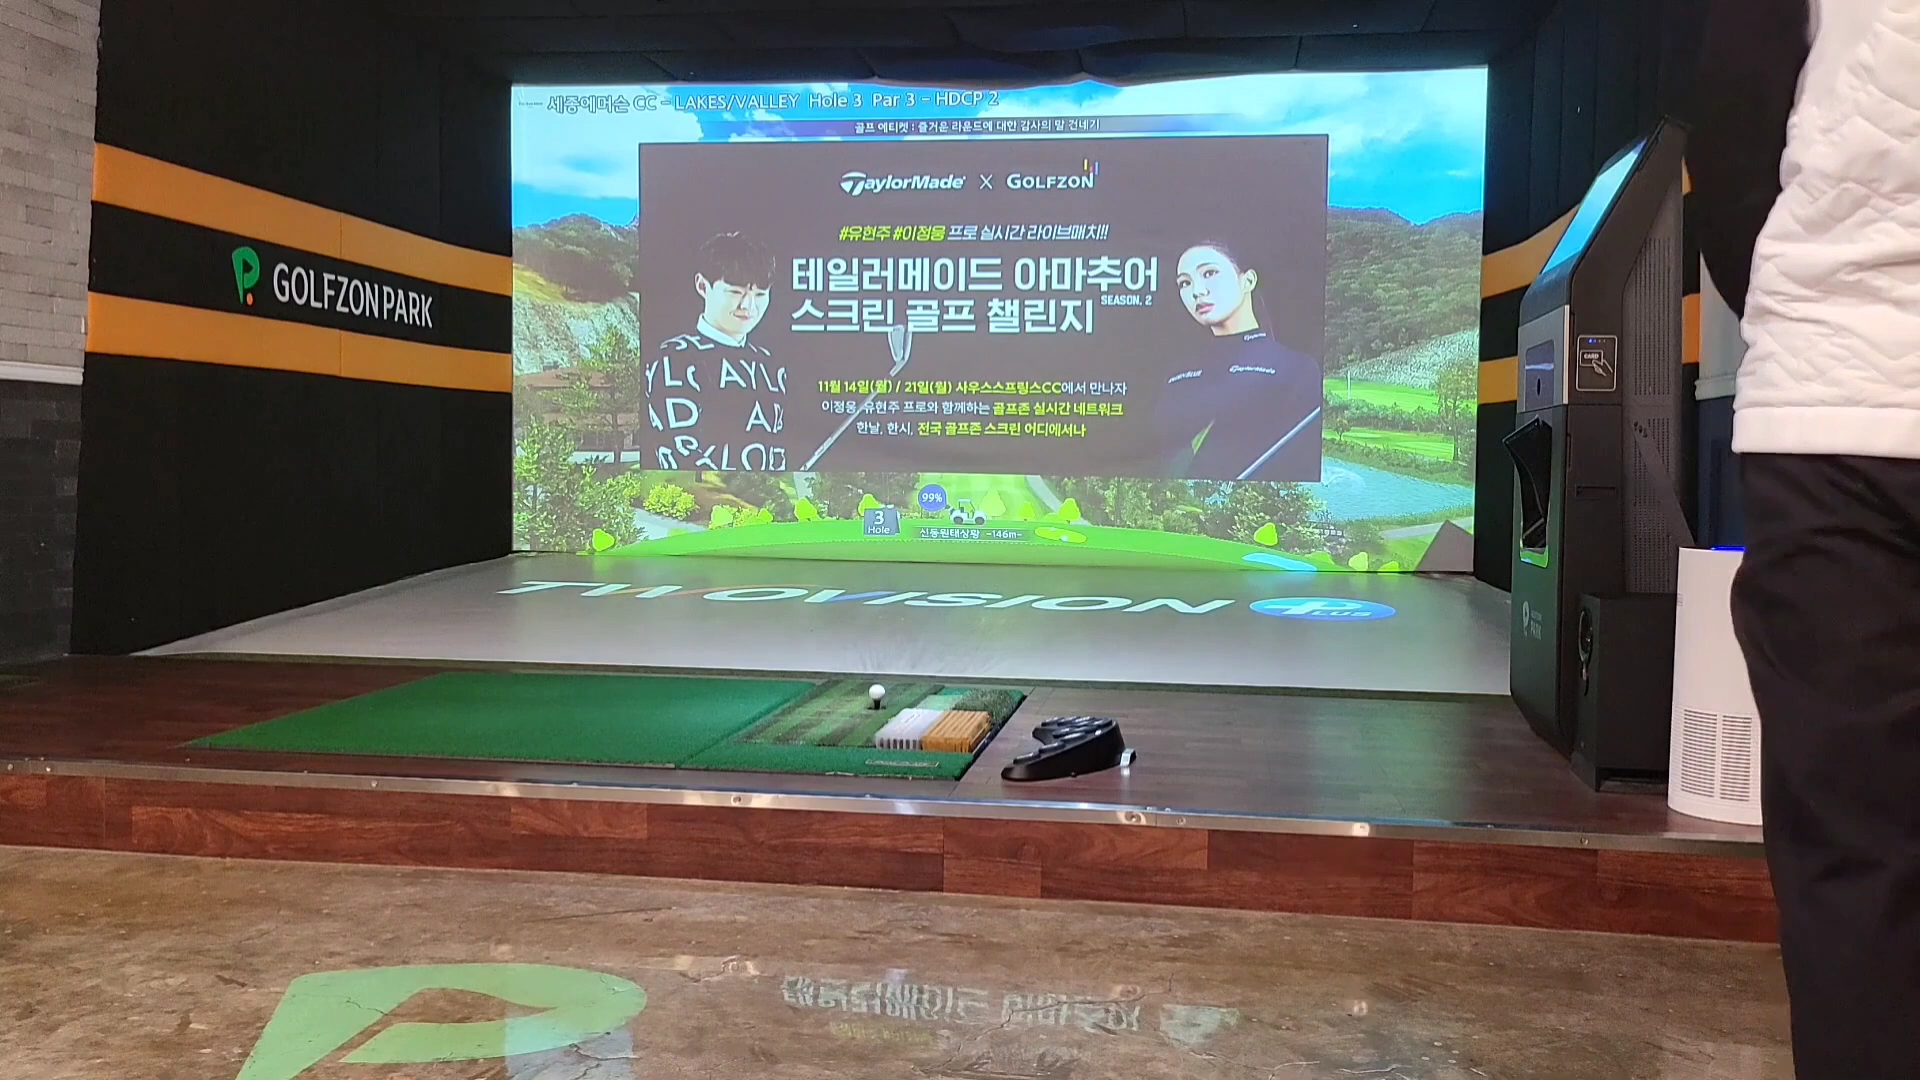 세종에머슨 CC - LAKES/VALLEY Hole 3 Par 3 - HDCP 2
골프 에티켓 : 즐거운 라운드에 대한 감사의 말 건네기
TaylorMade X GOLFZON
#유현주 #이정웅 프로 실시간 라이브매치!!
테일러메이드 아마추어
스크린 골프 챌린지 SEASON. 2
11월 14일(월) / 21일(월) 사우스스프링스CC에서 만나자
이정웅 유현주 프로와 함께하는 골프존 실시간 네트워크
한날, 한시, 전국 골프존 스크린 어디에서나
GOLFZON PARK
99%
3
Hole
-146m-
TWOVISION PLUS
CARD
TaylorMade
PARK